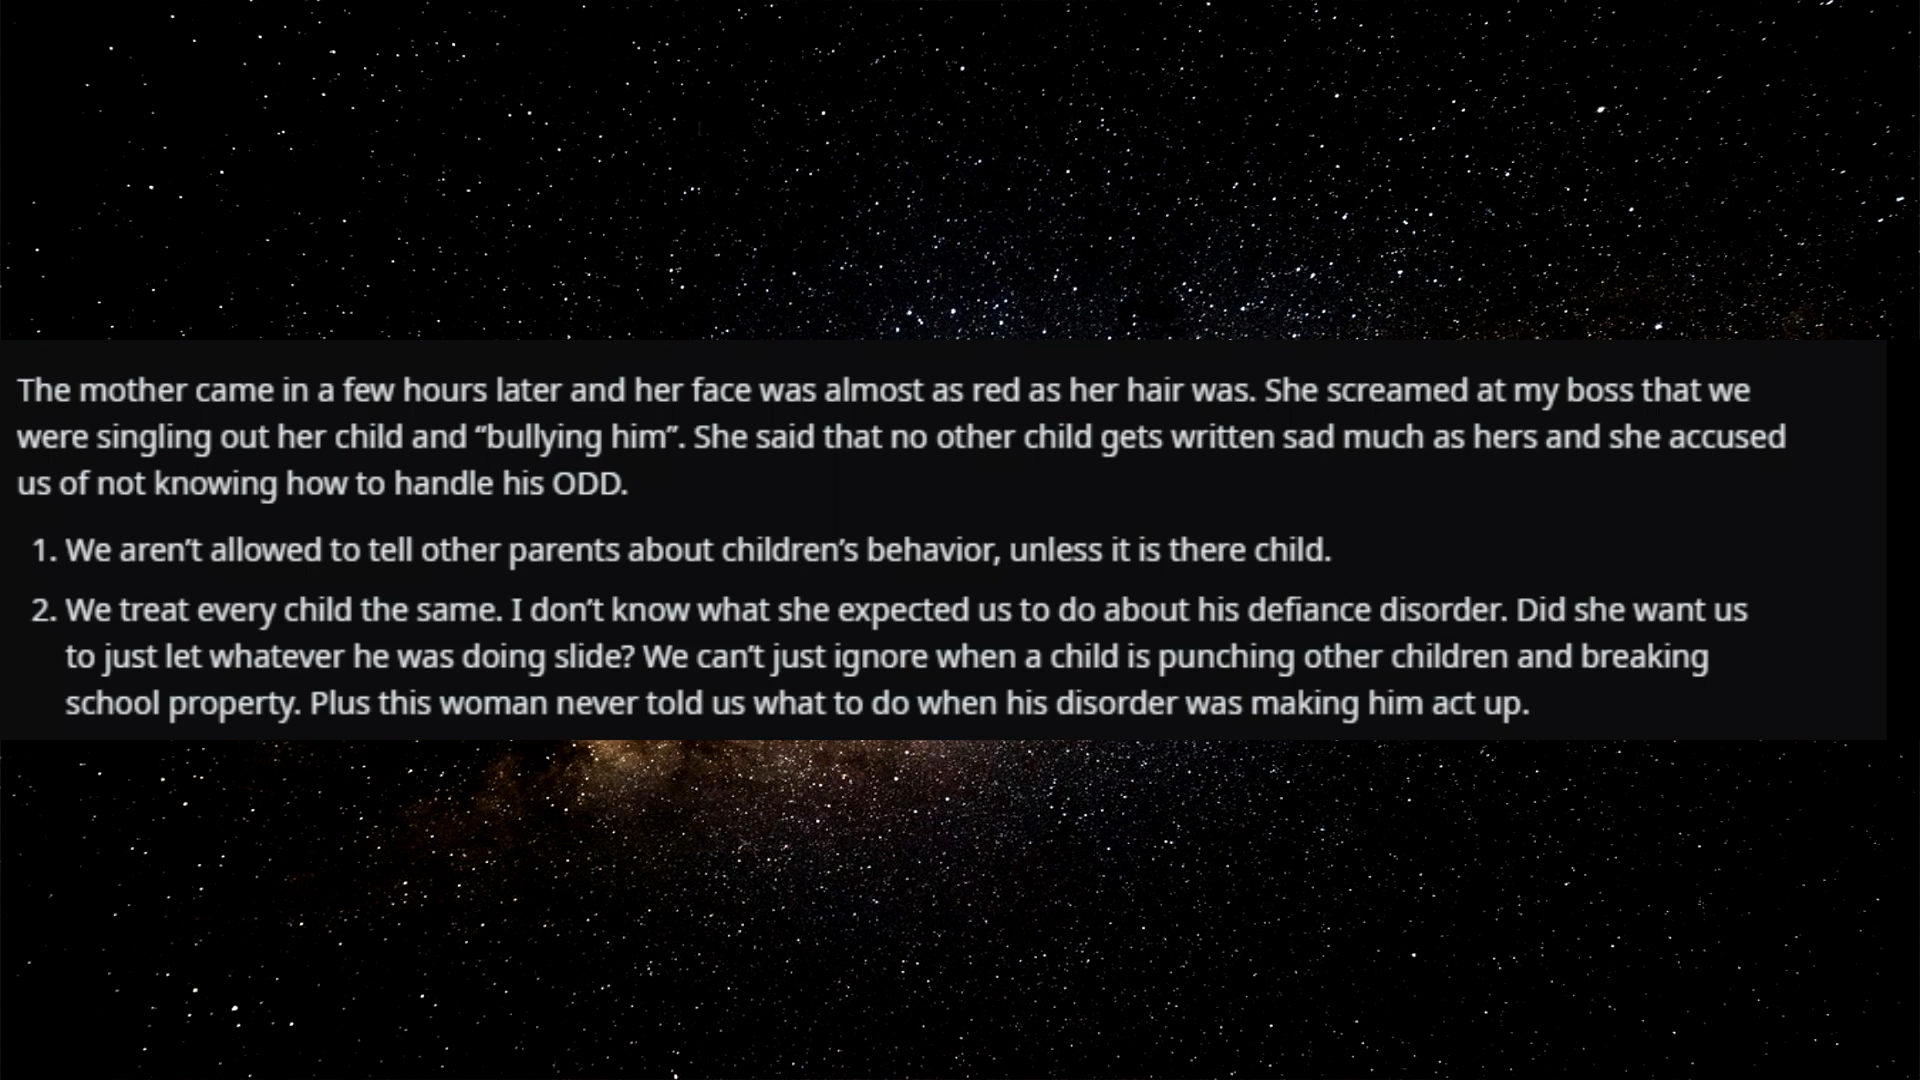 The mother came in a few hours later and her face was almost as red as her hair was. She screamed at my boss that we
were singling out her child and “bullying him”. She said that no other child gets written sad much as hers and she accused
us of not knowing how to handle his ODD.
1. We aren’t allowed to tell other parents about children’s behavior, unless it is there child.
2. We treat every child the same. I don’t know what she expected us to do about his defiance disorder. Did she want us
to just let whatever he was doing slide? We can’t just ignore when a child is punching other children and breaking
school property. Plus this woman never told us what to do when his disorder was making him act up.